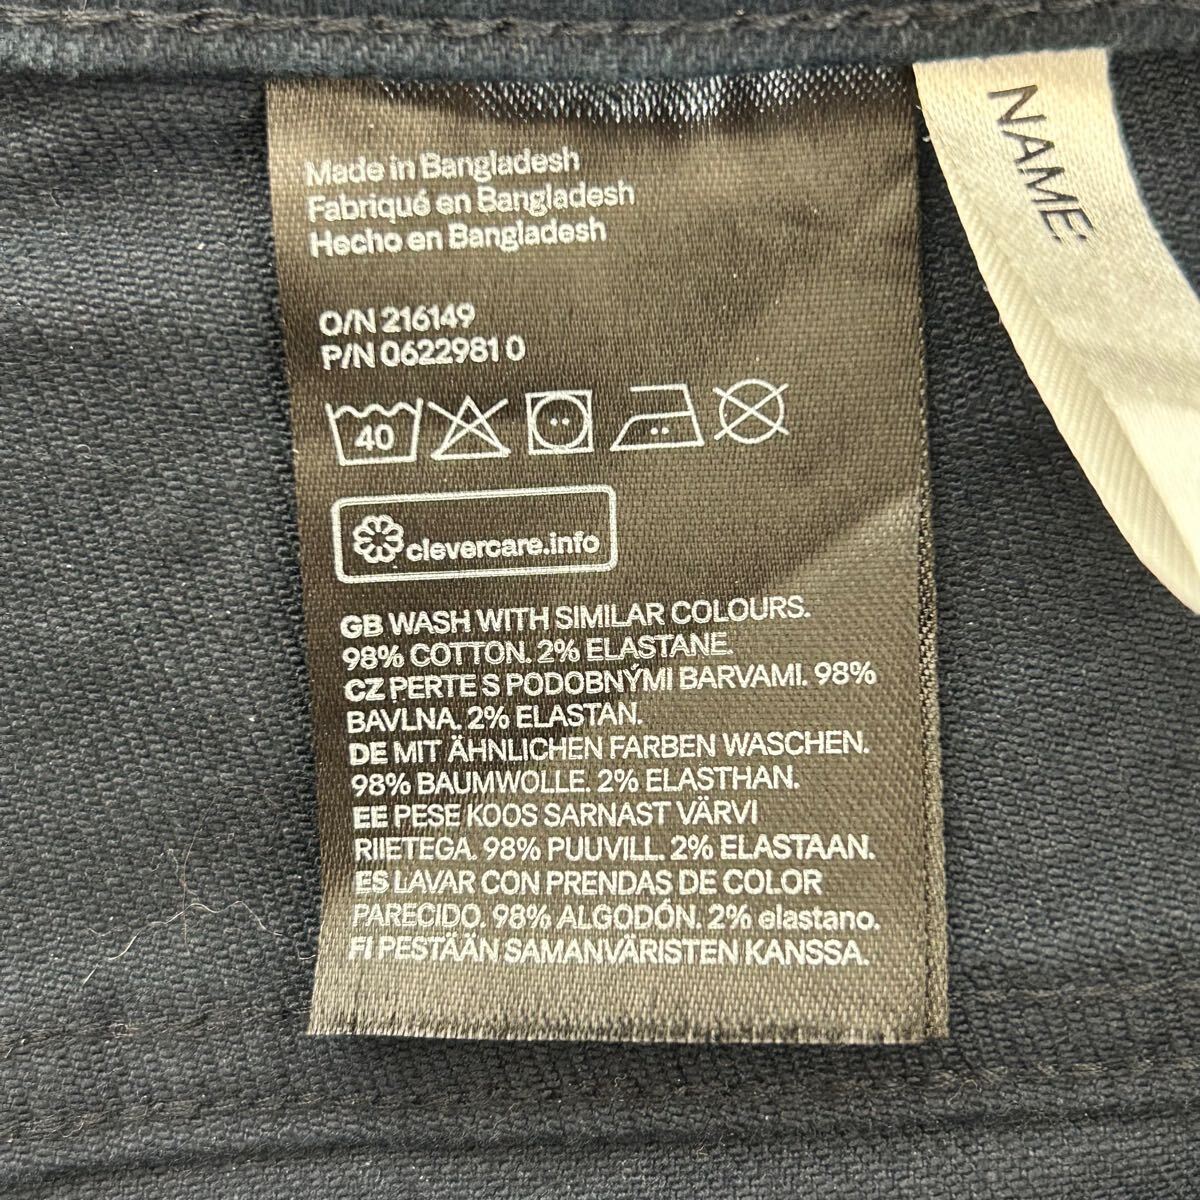 Made in Bangladesh
Fabriqué en Bangladesh
Hecho en Bangladesh
O/N 216149
P/N 0622981 0
40
clevercare.info
GB WASH WITH SIMILAR COLOURS.
98% COTTON. 2% ELASTANE.
CZ PERTE S PODOBNÝMI BARVAMI. 98%
BAVLNA. 2% ELASTAN.
DE MIT ÄHNLICHEN FARBEN WASCHEN.
98% BAUMWOLLE. 2% ELASTHAN.
EE PESE KOOS SARNAST VÄRVI
RIIETEGA. 98% PUUVILL. 2% ELASTAAN.
ES LAVAR CON PRENDAS DE COLOR
PARECIDO. 98% ALGODÓN. 2% elastano.
FI PESTÄÄN SAMANVÄRISTEN KANSSA.
NAME: